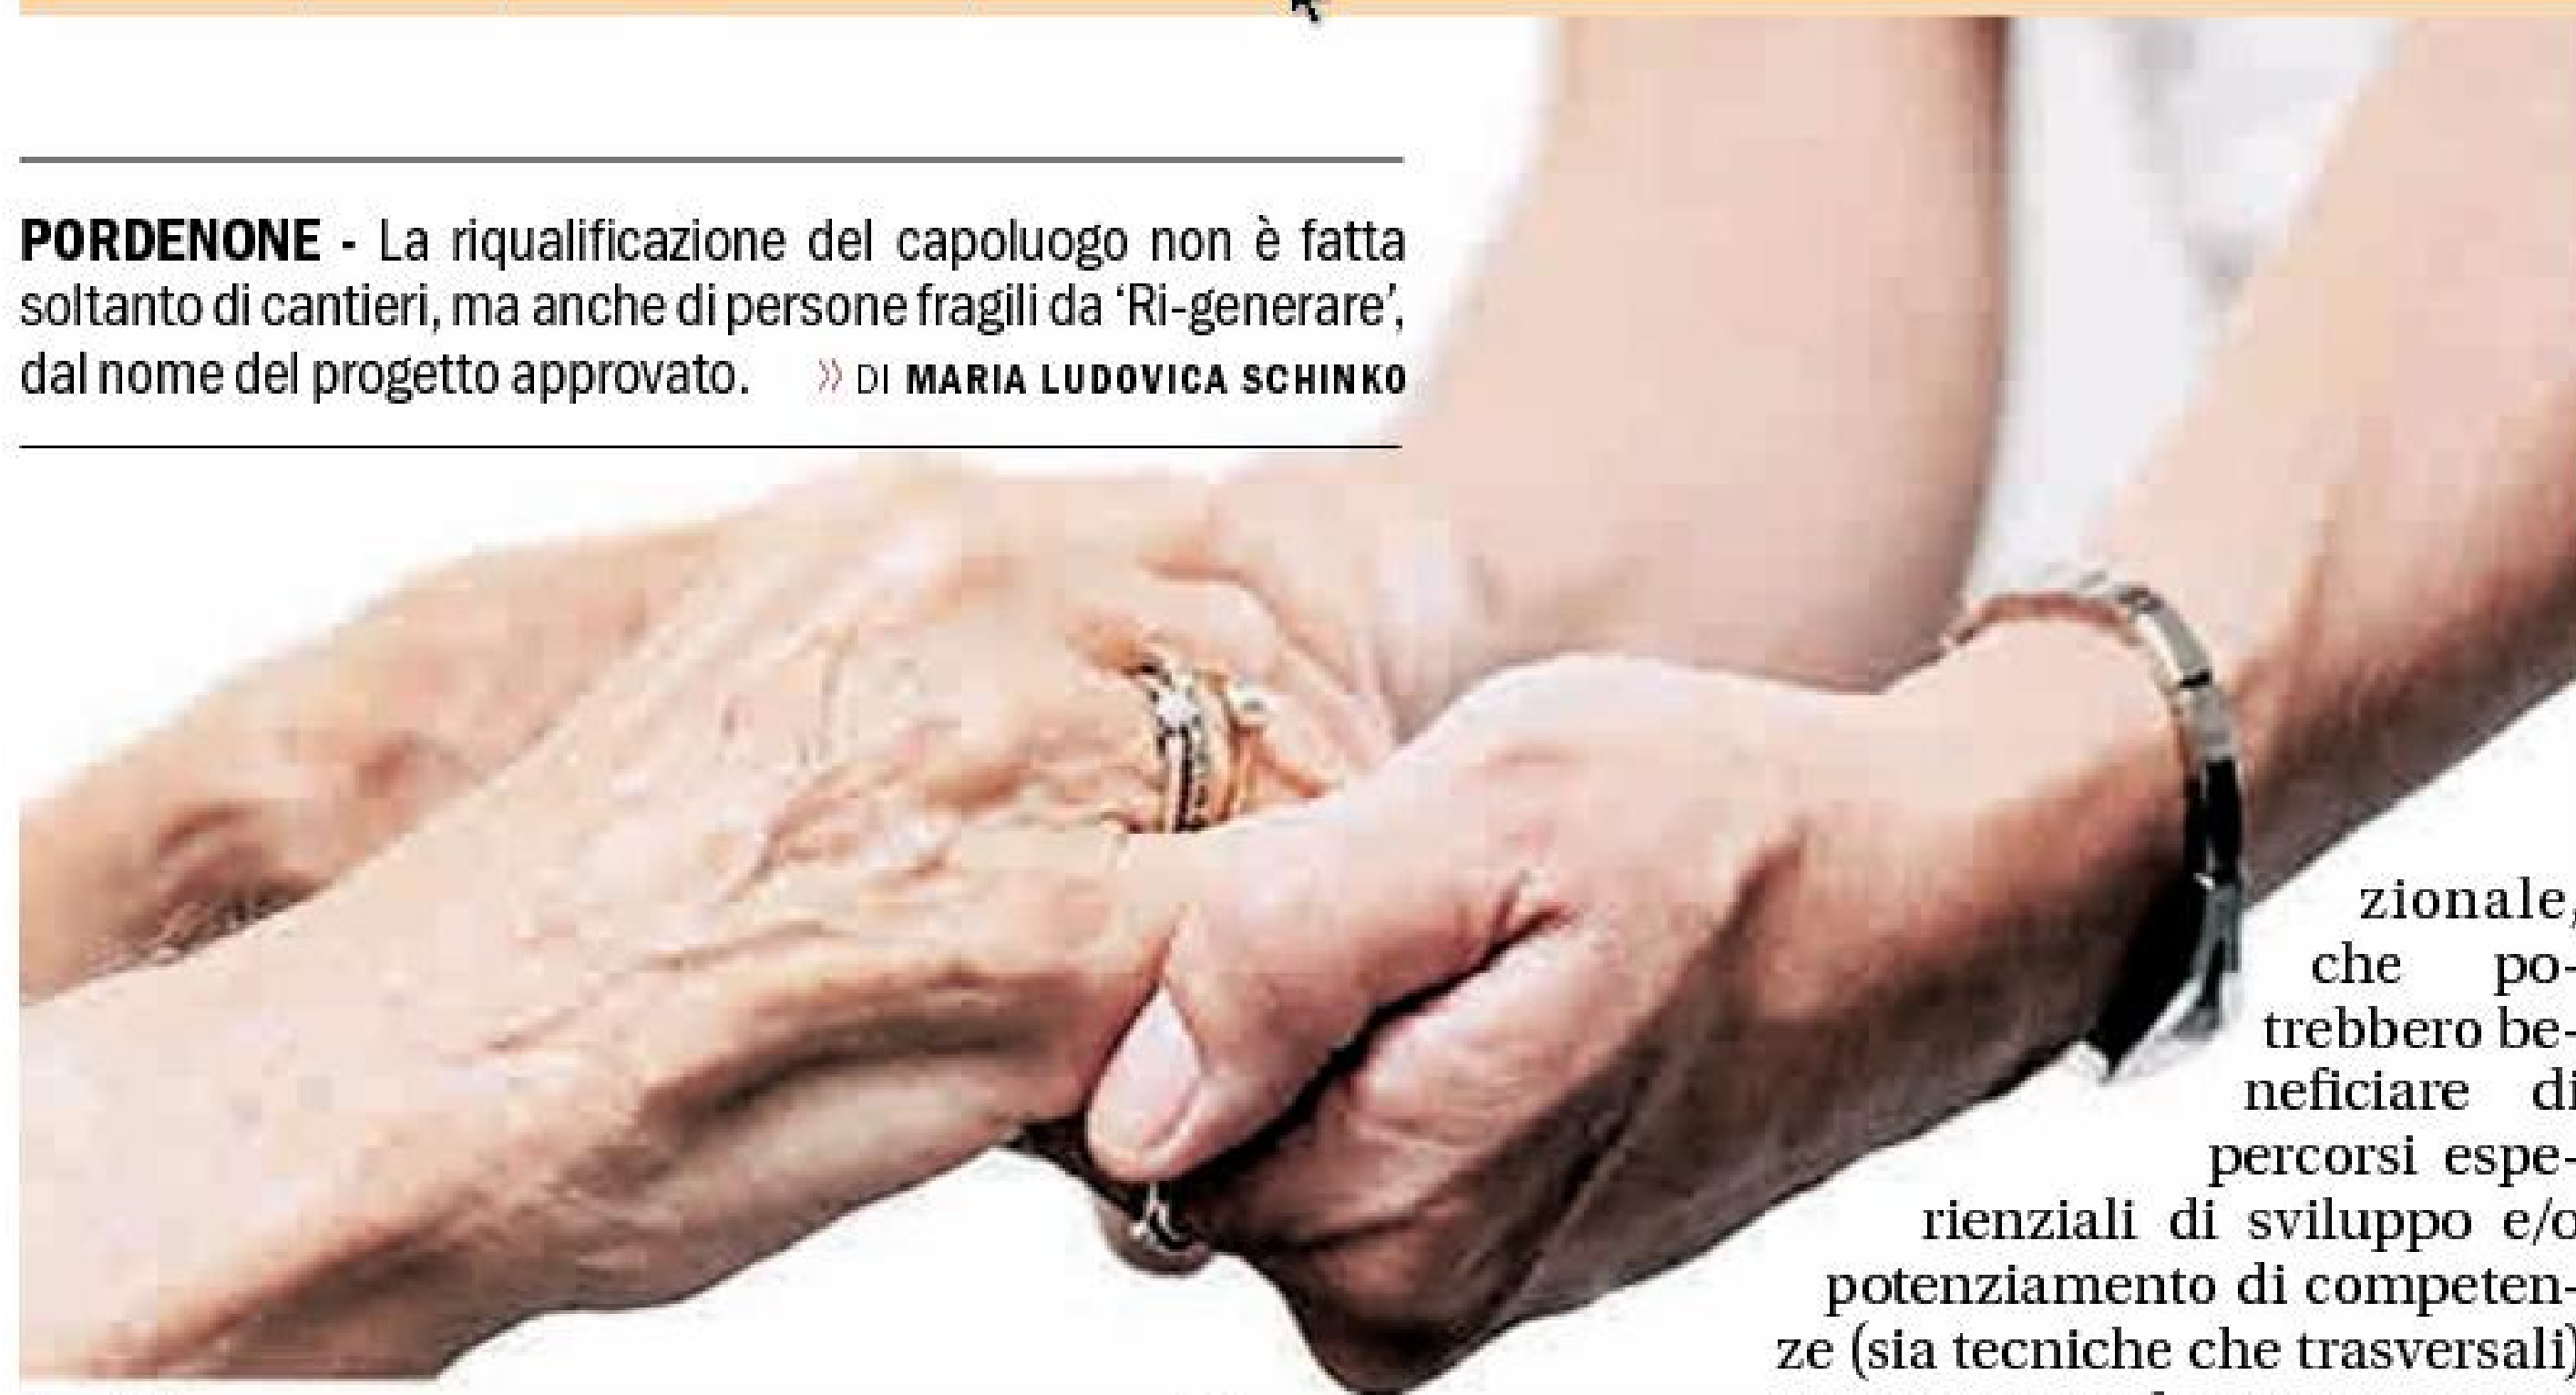 PORDENONE - La riqualificazione del capoluogo non è fatta
soltanto di cantieri, ma anche di persone fragili da ‘Ri-generare’,
dal nome del progetto approvato. » DI MARIA LUDOVICA SCHINKO
zionale,
che po-
trebbero be-
neficiare di
percorsi espe-
rienziali di sviluppo e/o
potenziamento di competen-
ze (sia tecniche che trasversali)